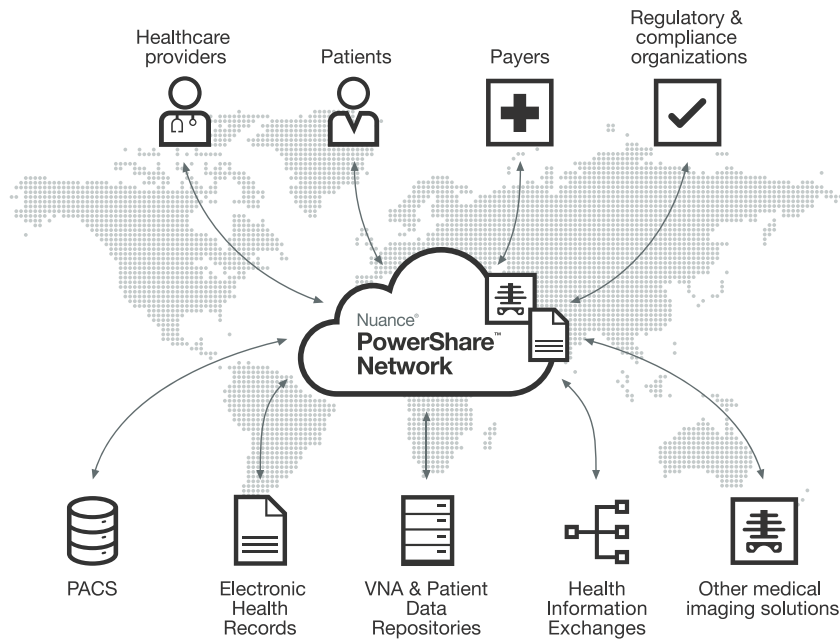 Healthcare
providers
Patients
Payers
Regulatory &
compliance
organizations
Nuance®
PowerShare™
Network
PACS
Electronic
Health
Records
VNA & Patient
Data
Repositories
Health
Information
Exchanges
Other medical
imaging solutions